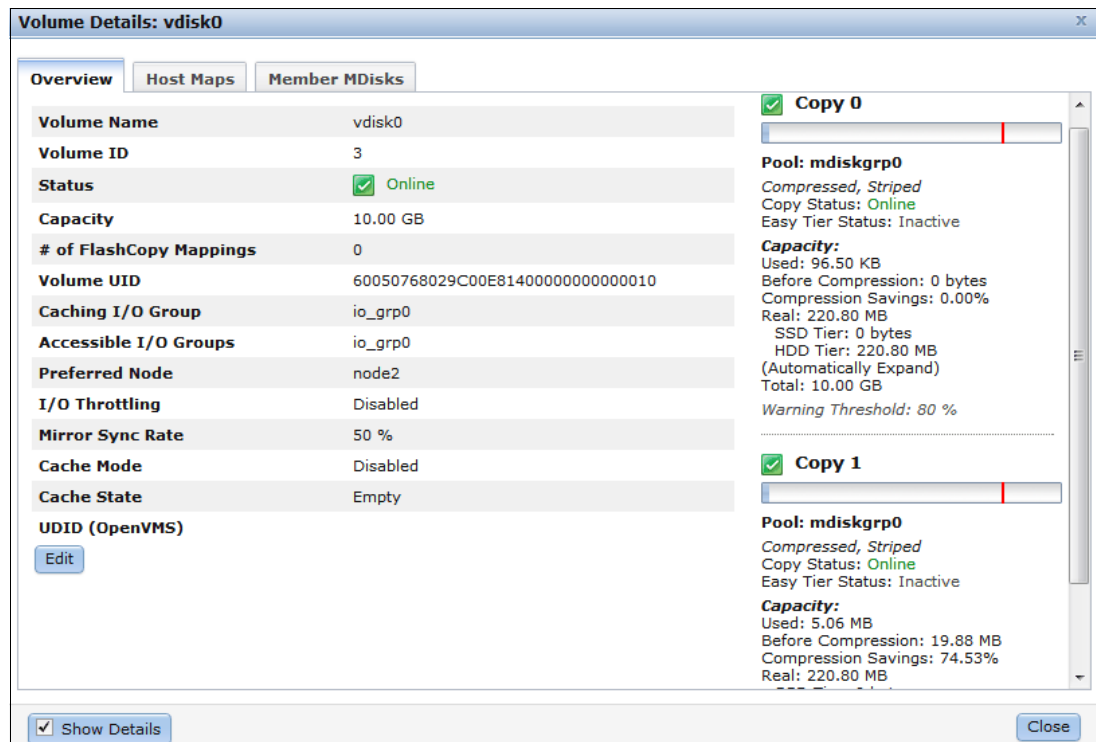 Volume Details: vdisk0
x
Overview Host Maps Member MDisks
Volume Name vdisk0
Volume ID 3
Status Online
Capacity 10.00 GB
# of FlashCopy Mappings 0
Volume UID 60050768029C00E81400000000000010
Caching I/O Group io_grp0
Accessible I/O Groups io_grp0
Preferred Node node2
I/O Throttling Disabled
Mirror Sync Rate 50 %
Cache Mode Disabled
Cache State Empty
UDID (OpenVMS)
Edit
Copy 0
Pool: mdiskgrp0
Compressed, Striped
Copy Status: Online
Easy Tier Status: Inactive
Capacity:
Used: 96.50 KB
Before Compression: 0 bytes
Compression Savings: 0.00%
Real: 220.80 MB
SSD Tier: 0 bytes
HDD Tier: 220.80 MB
(Automatically Expand)
Total: 10.00 GB
Warning Threshold: 80 %
Copy 1
Pool: mdiskgrp0
Compressed, Striped
Copy Status: Online
Easy Tier Status: Inactive
Capacity:
Used: 5.06 MB
Before Compression: 19.88 MB
Compression Savings: 74.53%
Real: 220.80 MB
Show Details
Close